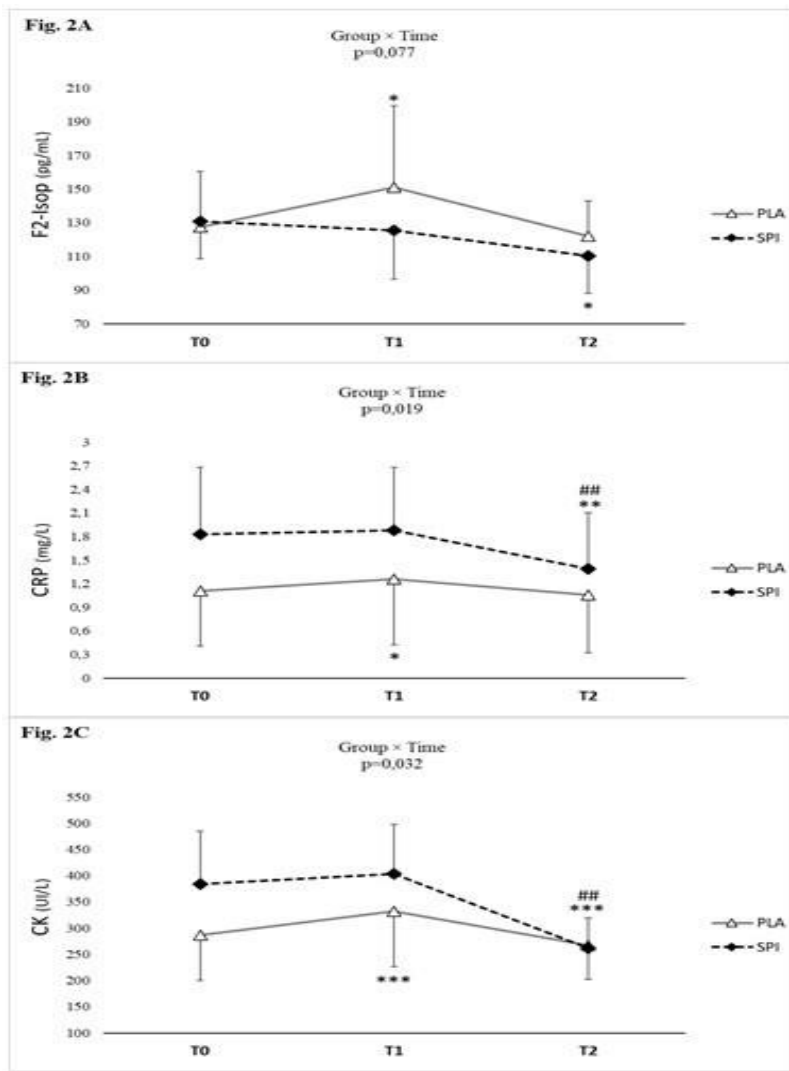 Fig. 2A
Group × Time
p=0,077
F2-Isop (pg/mL)
210
190
170
150
130
110
90
70
*
*
T0 T1 T2
PLA
SPI
Fig. 2B
Group × Time
p=0,019
CRP (mg/L)
3
2,7
2,4
2,1
1,8
1,5
1,2
0,9
0,6
0,3
0
##
**
*
T0 T1 T2
PLA
SPI
Fig. 2C
Group × Time
p=0,032
CK (UI/L)
550
500
450
400
350
300
250
200
150
100
##
***
***
T0 T1 T2
PLA
SPI